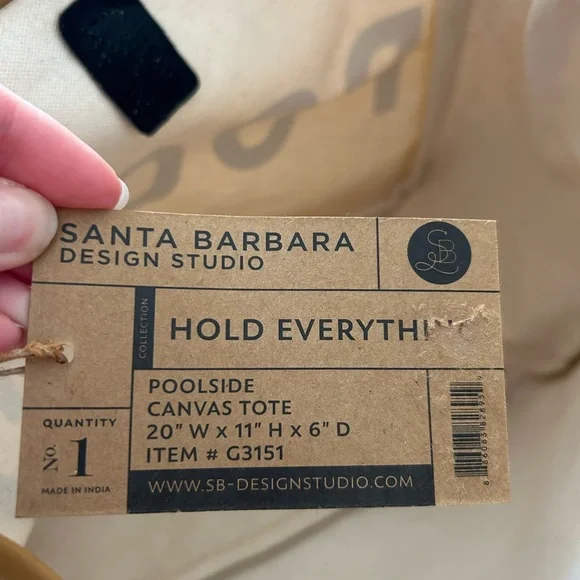 SANTA BARBARA
DESIGN STUDIO
SB
COLLECTION
HOLD EVERYTHI
POOLSIDE
CANVAS TOTE
20" W x 11" H x 6" D
ITEM # G3151
QUANTITY
No. 1
MADE IN INDIA
WWW.SB-DESIGNSTUDIO.COM